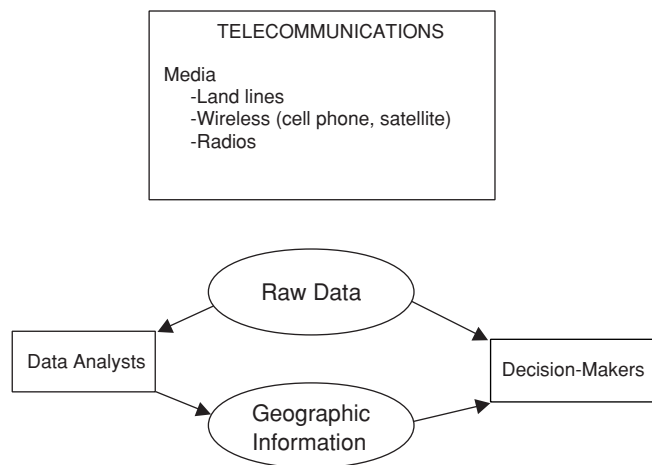 TELECOMMUNICATIONS
Media
-Land lines
-Wireless (cell phone, satellite)
-Radios
Raw Data
Data Analysts
Decision-Makers
Geographic
Information